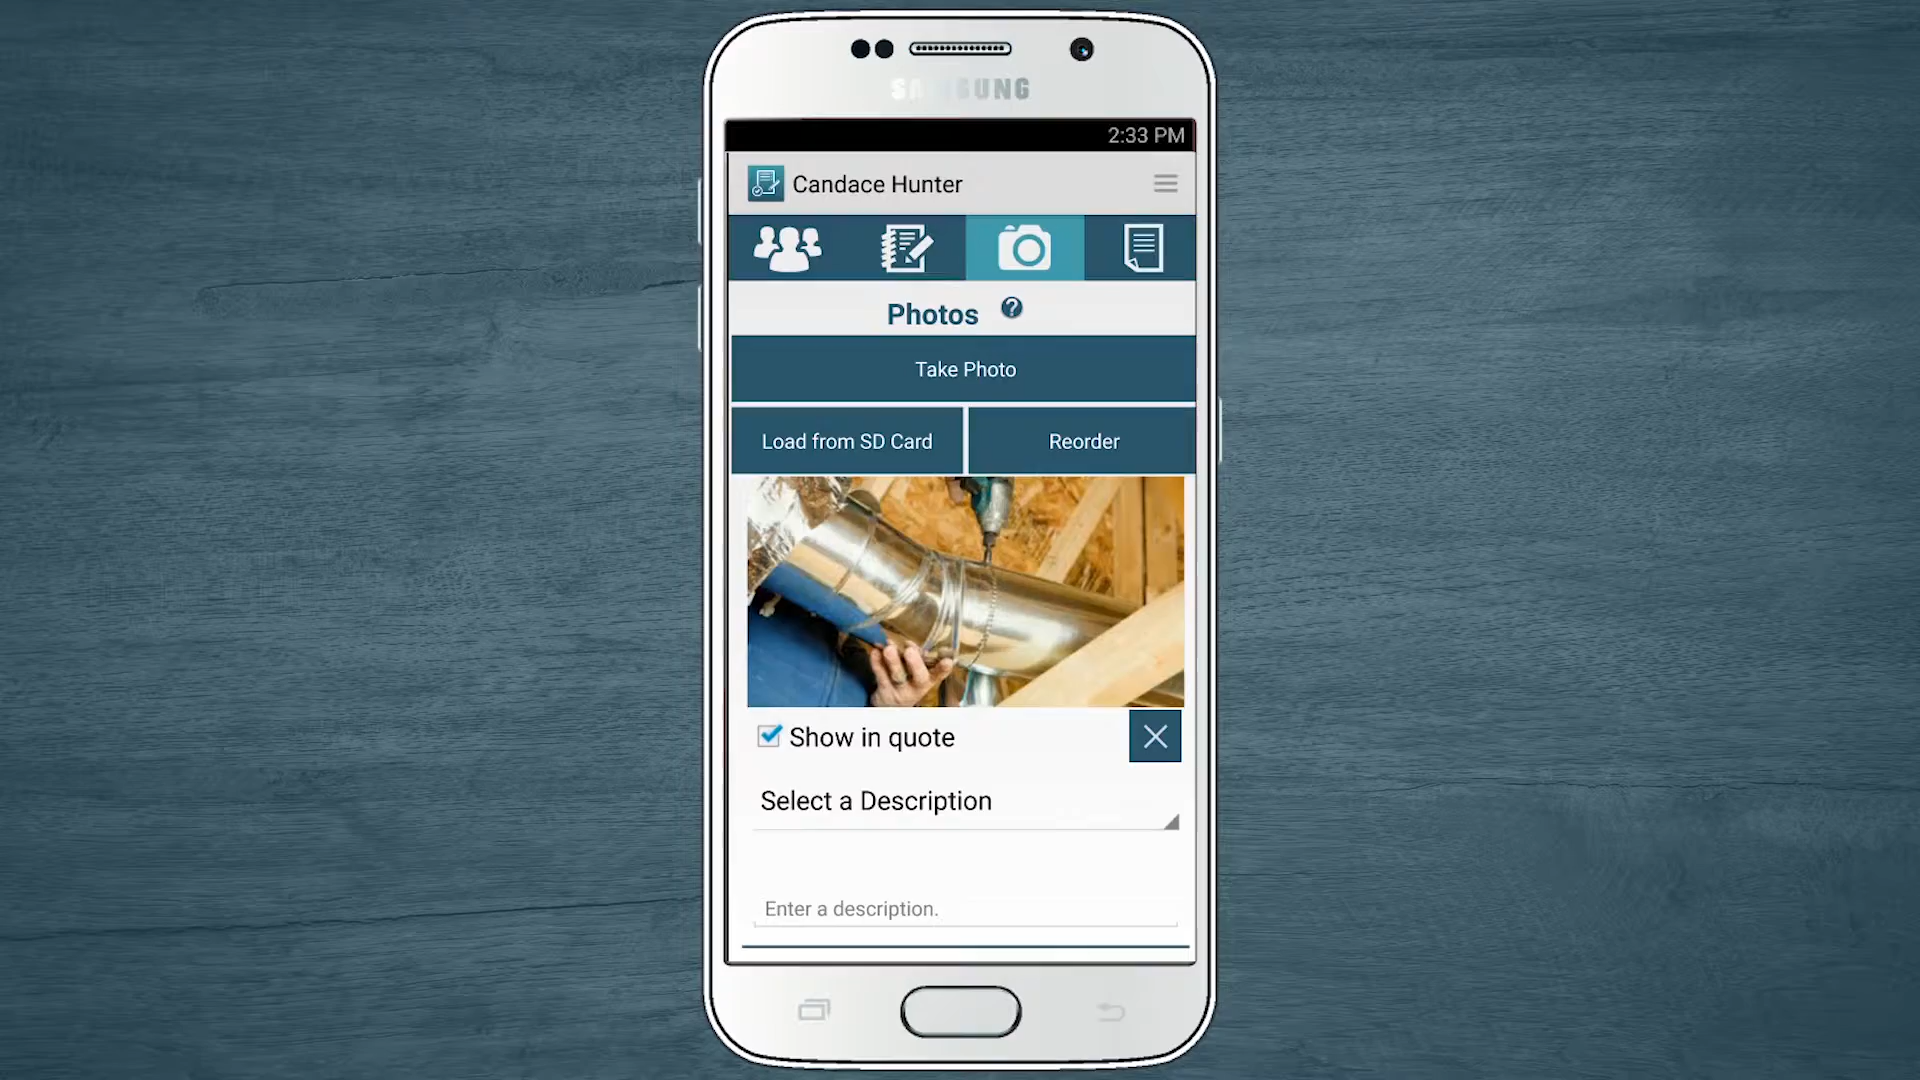 SAMSUNG
2:33 PM
Candace Hunter
Photos ?
Take Photo
Load from SD Card
Reorder
Show in quote
Select a Description
Enter a description.